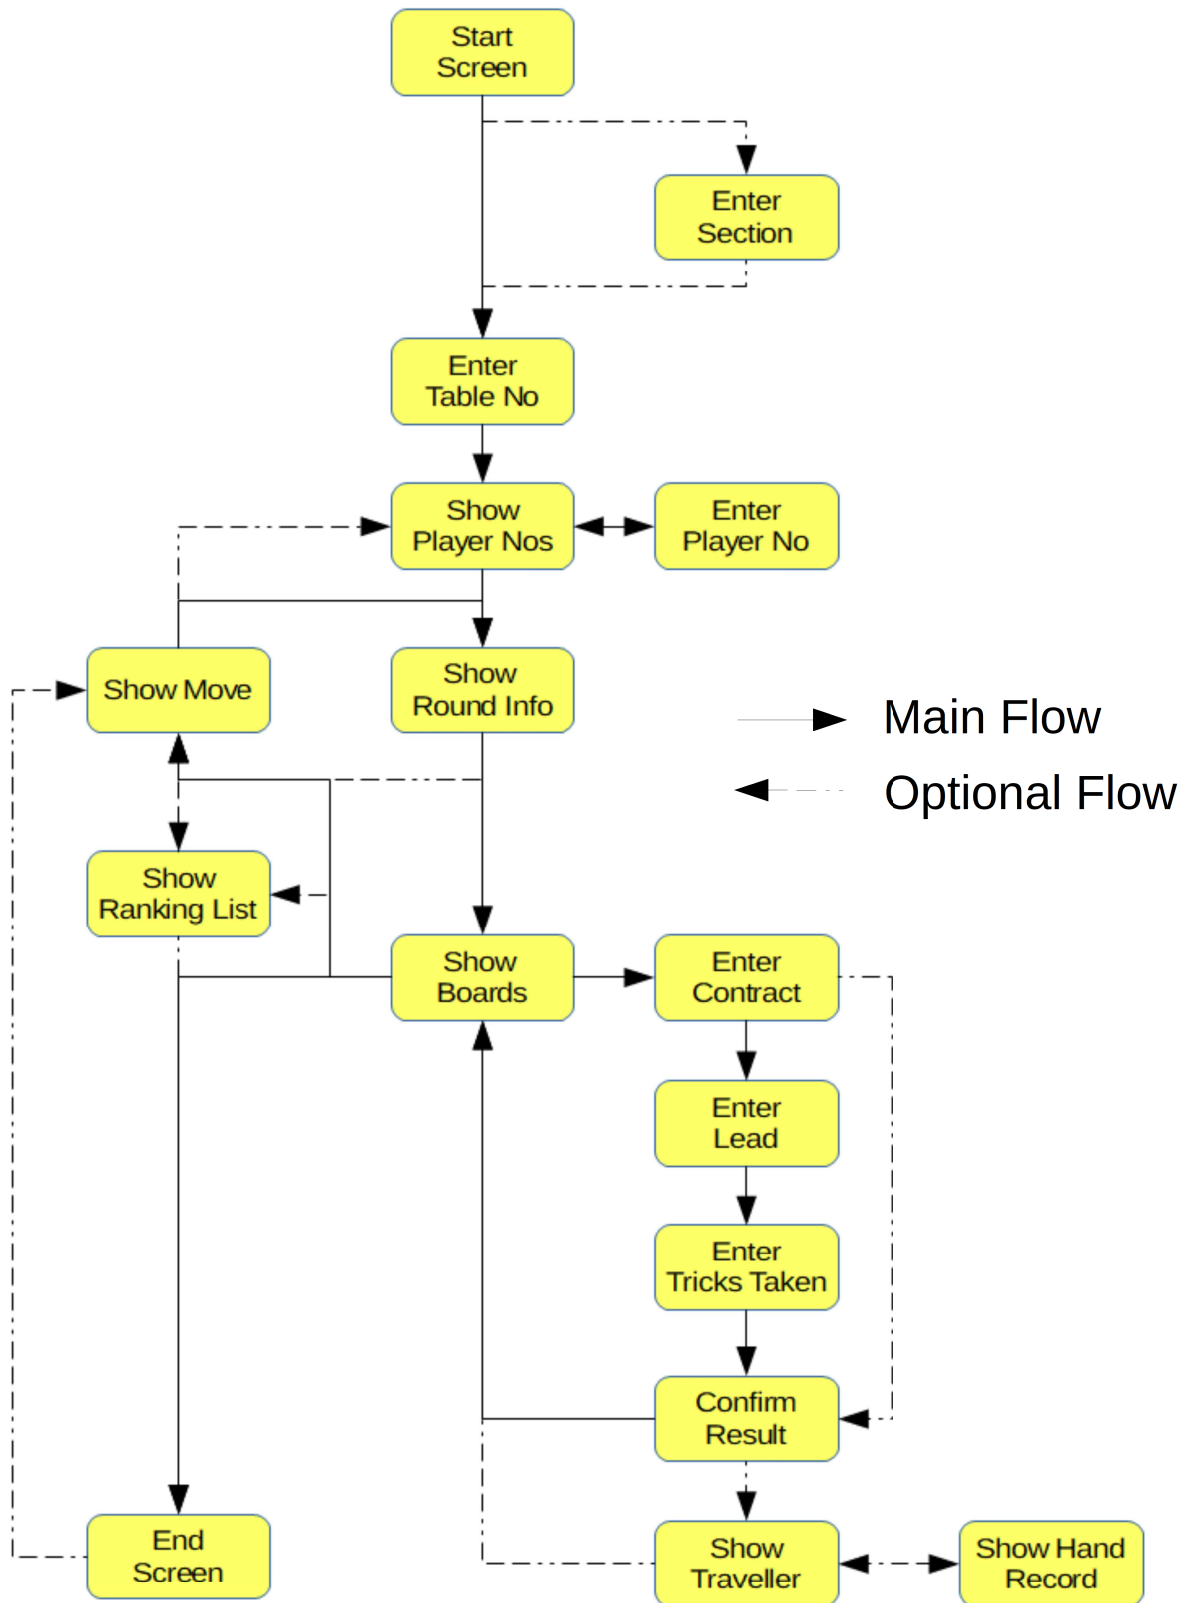 Start
Screen
Enter
Section
Enter
Table No
Show
Player Nos
Enter
Player No
Show Move
Show
Round Info
Main Flow
Optional Flow
Show
Ranking List
Show
Boards
Enter
Contract
Enter
Lead
Enter
Tricks Taken
Confirm
Result
End
Screen
Show
Traveller
Show Hand
Record